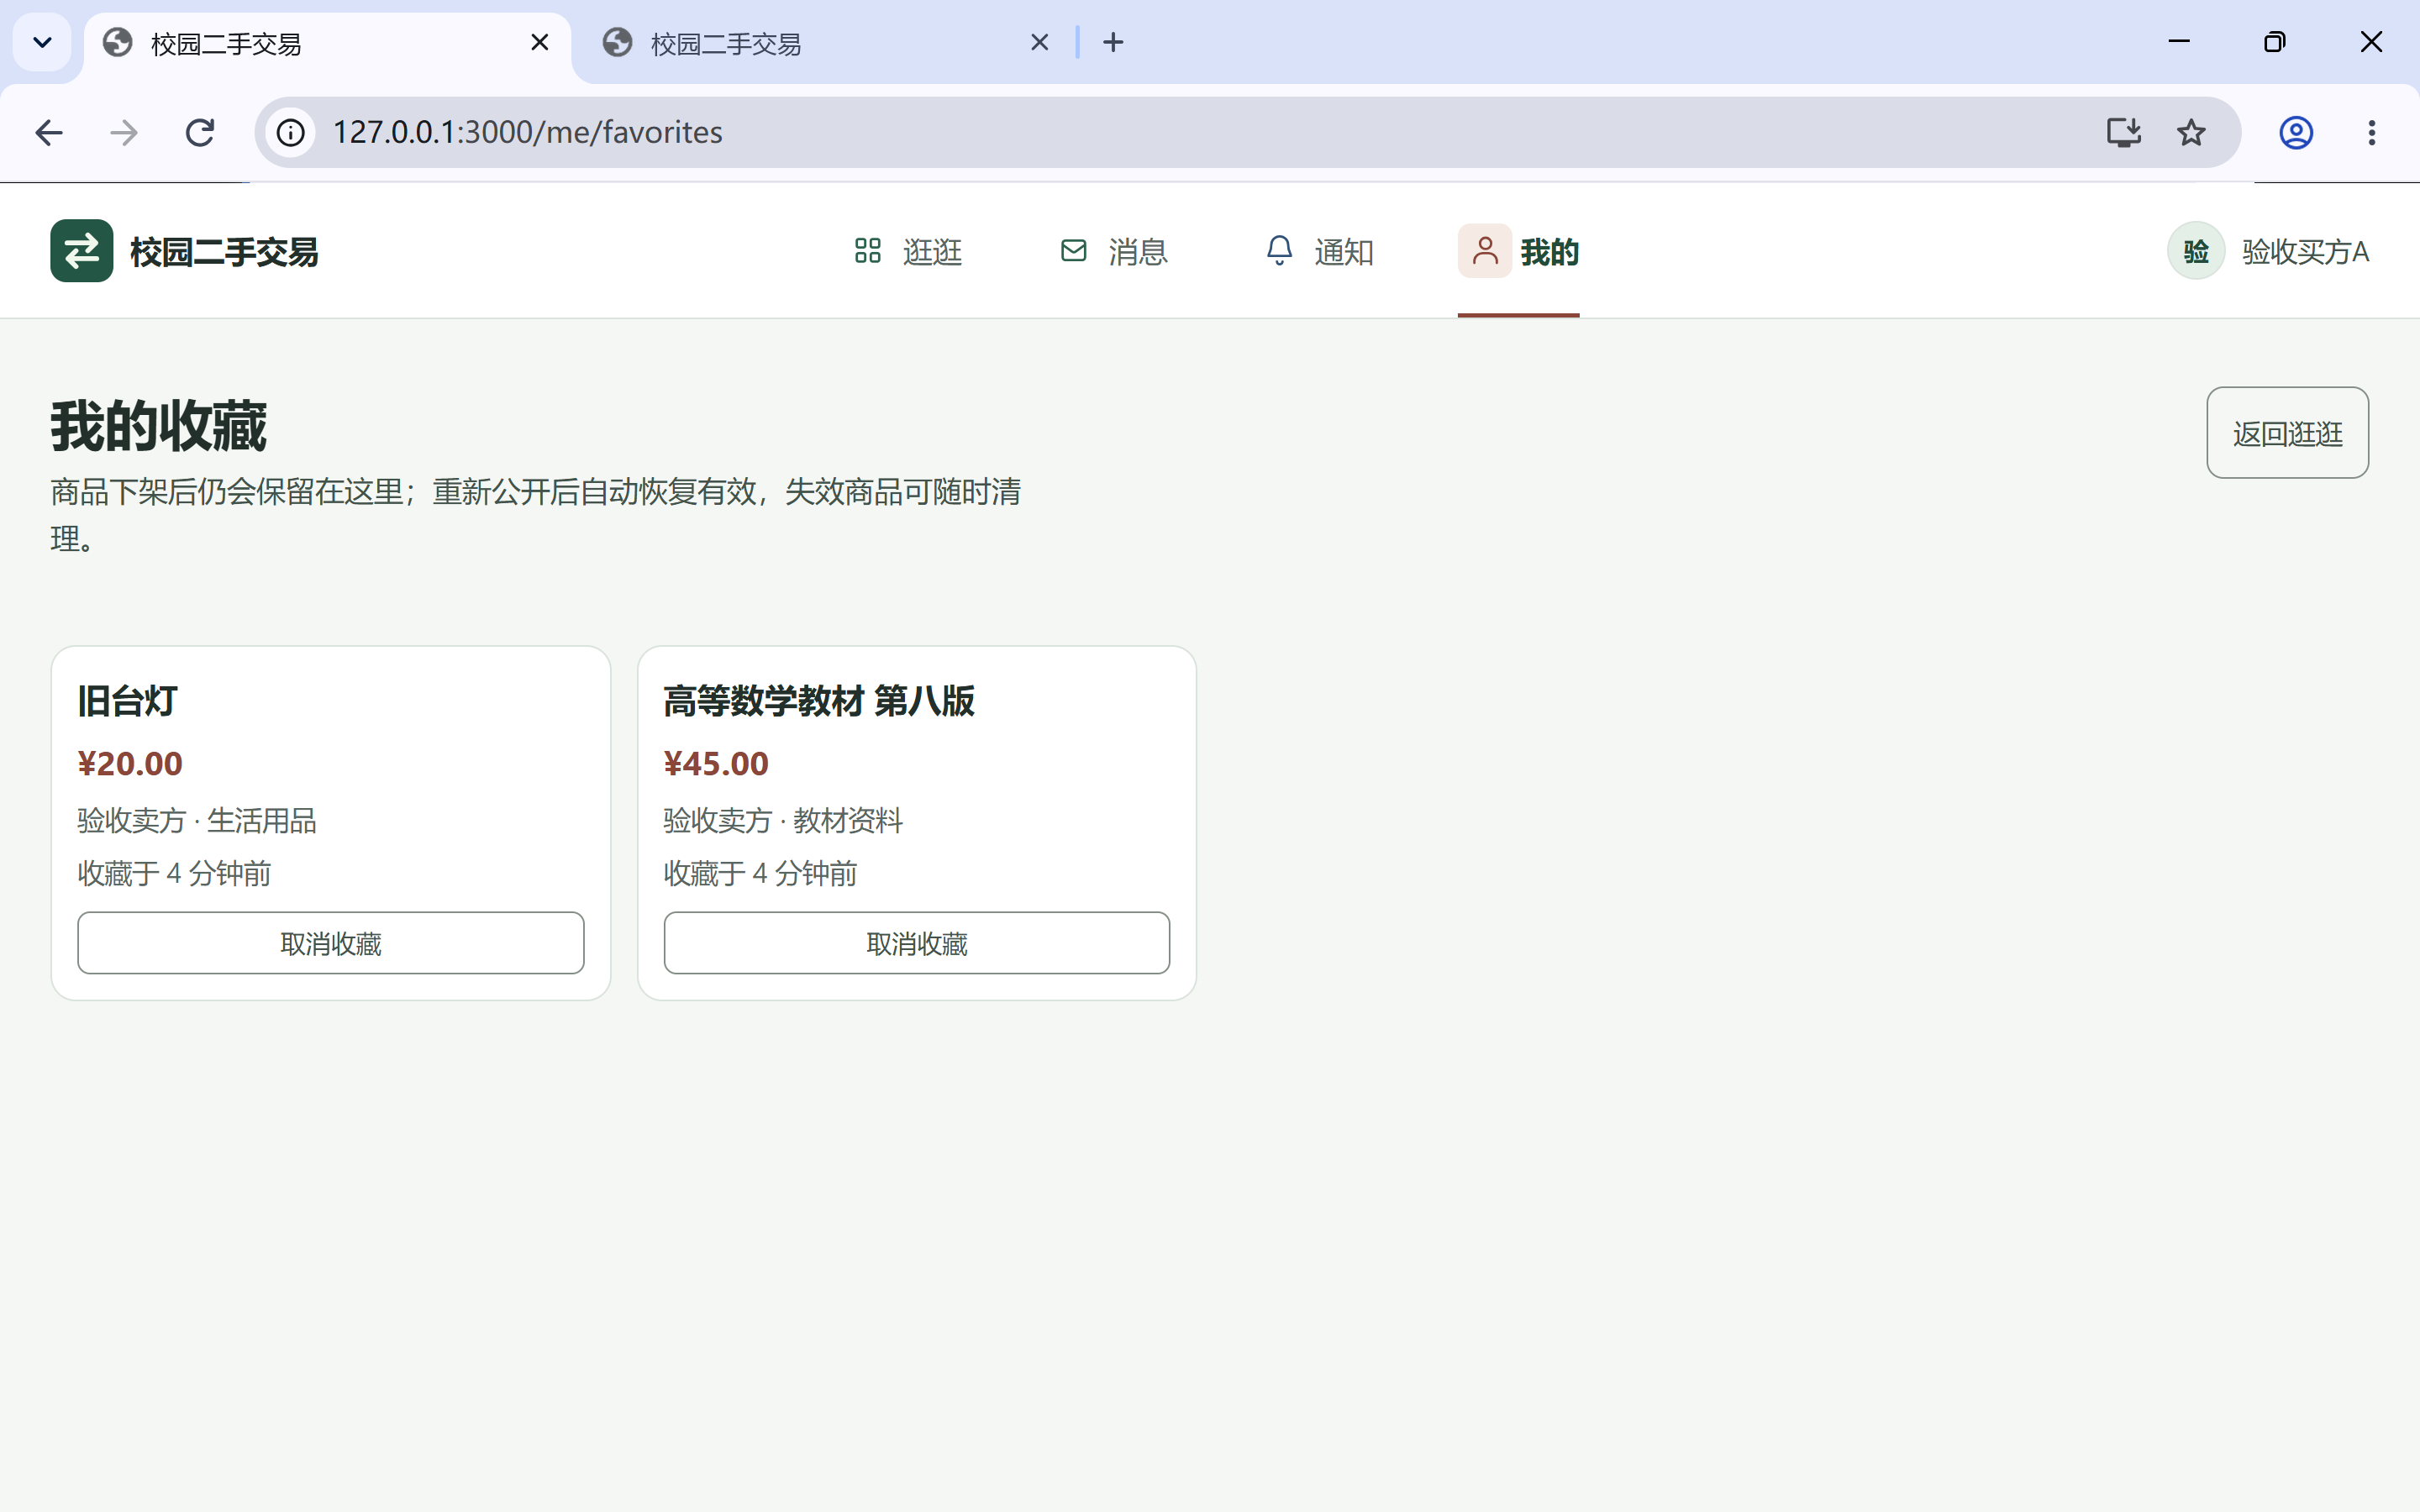 校园二手交易
校园二手交易
127.0.0.1:3000/me/favorites
校园二手交易
逛逛
消息
通知
我的
验
验收买方A
我的收藏
返回逛逛
商品下架后仍会保留在这里；重新公开后自动恢复有效，失效商品可随时清
理。
旧台灯
¥20.00
验收卖方 · 生活用品
收藏于 4 分钟前
取消收藏
高等数学教材 第八版
¥45.00
验收卖方 · 教材资料
收藏于 4 分钟前
取消收藏